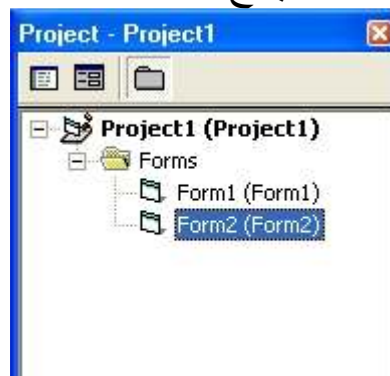 Project - Project1
Project1 (Project1)
Forms
Form1 (Form1)
Form2 (Form2)